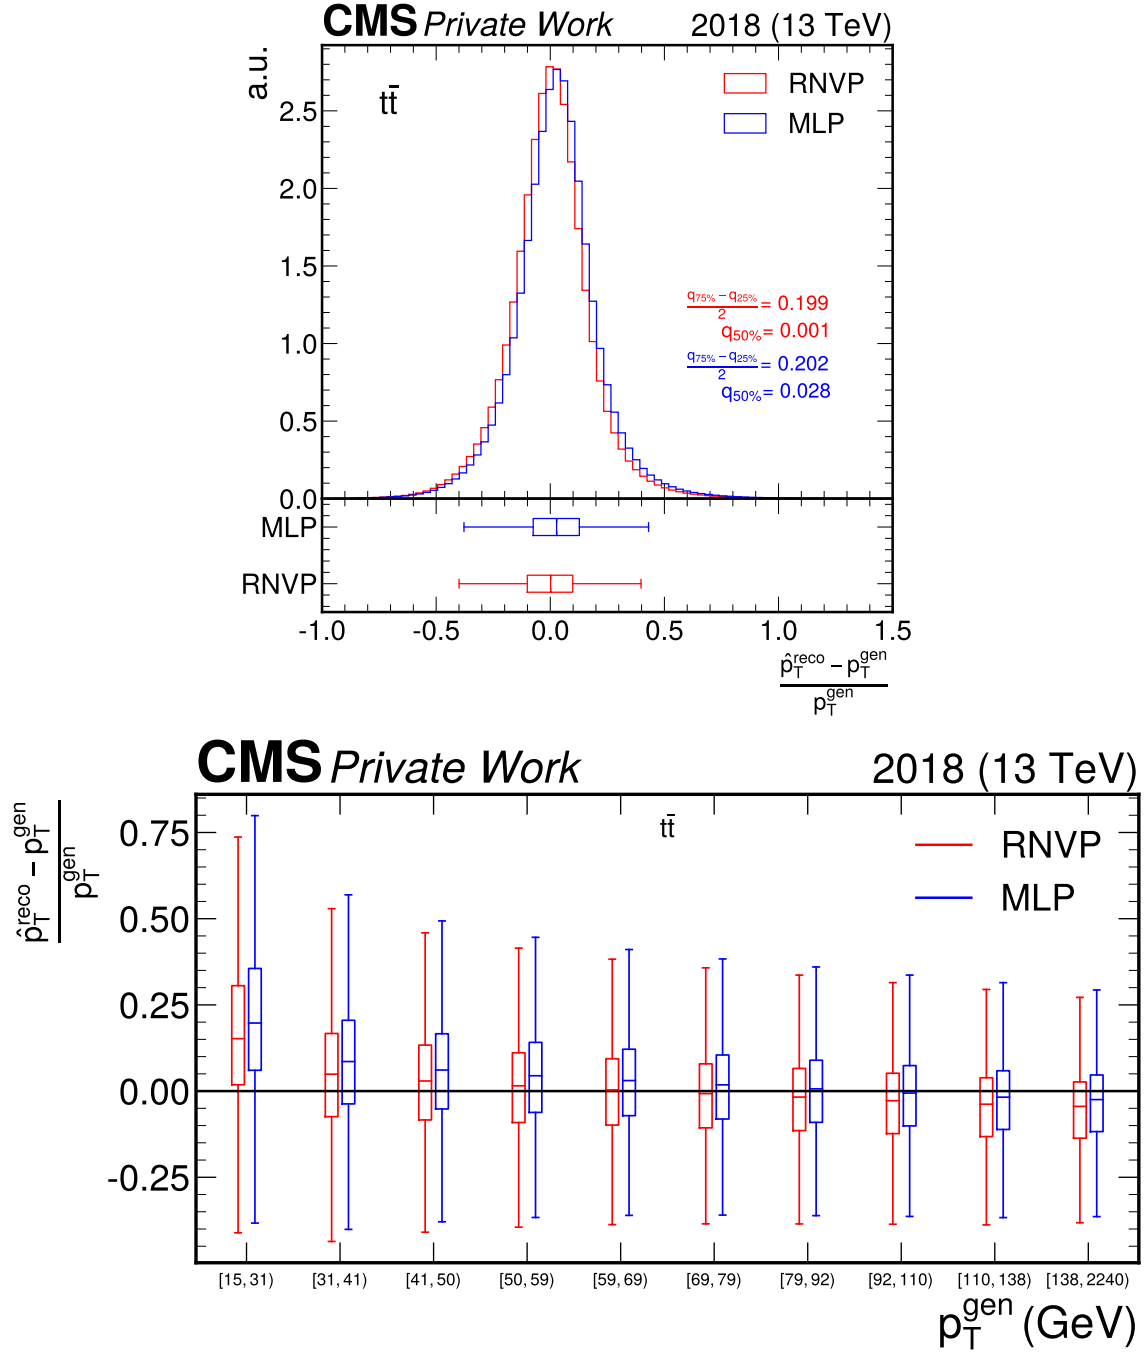 CMS Private Work 2018 (13 TeV)
a.u.
tt̄
RNVP
MLP
2.5
2.0
1.5
1.0
0.5
0.0
(q75% – q25%)/2 = 0.199
q50% = 0.001
(q75% – q25%)/2 = 0.202
q50% = 0.028
MLP
RNVP
-1.0 -0.5 0.0 0.5 1.0 1.5
p̂T^reco – pT^gen
pT^gen
CMS Private Work 2018 (13 TeV)
p̂T^reco – pT^gen
pT^gen
tt̄
RNVP
MLP
0.75
0.50
0.25
0.00
-0.25
[15, 31) [31, 41) [41, 50) [50, 59) [59, 69) [69, 79) [79, 92) [92, 110) [110, 138) [138, 2240)
pT^gen (GeV)